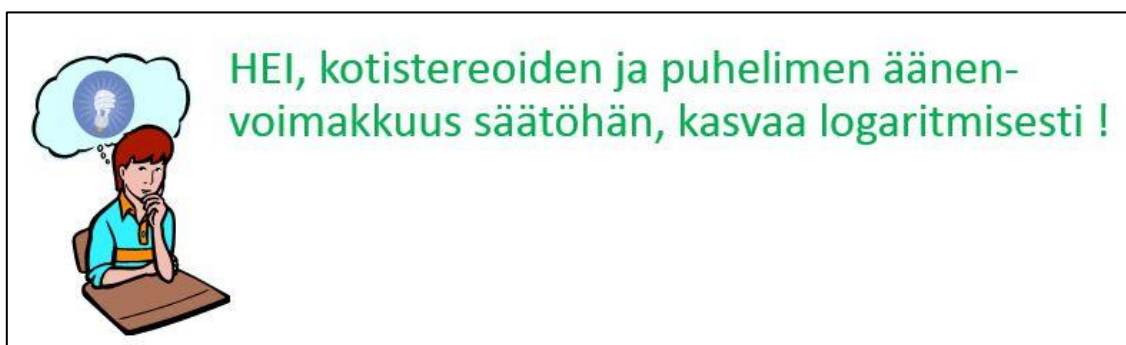 HEI, kotistereoiden ja puhelimen äänen-
voimakkuus säätöhän, kasvaa logaritmisesti !